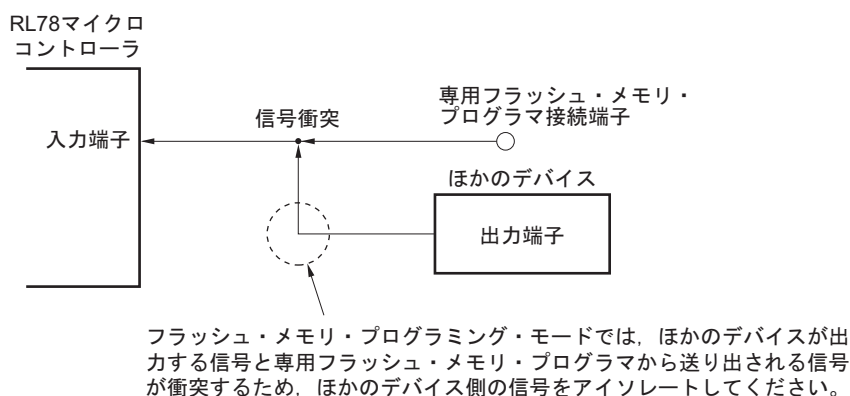 RL78マイクロ
コントローラ
入力端子
信号衝突
専用フラッシュ・メモリ・
プログラマ接続端子
ほかのデバイス
出力端子
フラッシュ・メモリ・プログラミング・モードでは，ほかのデバイスが出
力する信号と専用フラッシュ・メモリ・プログラマから送り出される信号
が衝突するため，ほかのデバイス側の信号をアイソレートしてください。